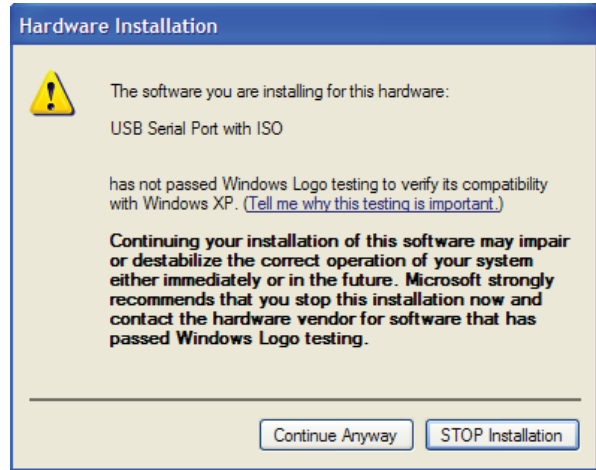 Hardware Installation
The software you are installing for this hardware:
USB Serial Port with ISO
has not passed Windows Logo testing to verify its compatibility
with Windows XP. (Tell me why this testing is important.)
Continuing your installation of this software may impair
or destabilize the correct operation of your system
either immediately or in the future. Microsoft strongly
recommends that you stop this installation now and
contact the hardware vendor for software that has
passed Windows Logo testing.
Continue Anyway
STOP Installation